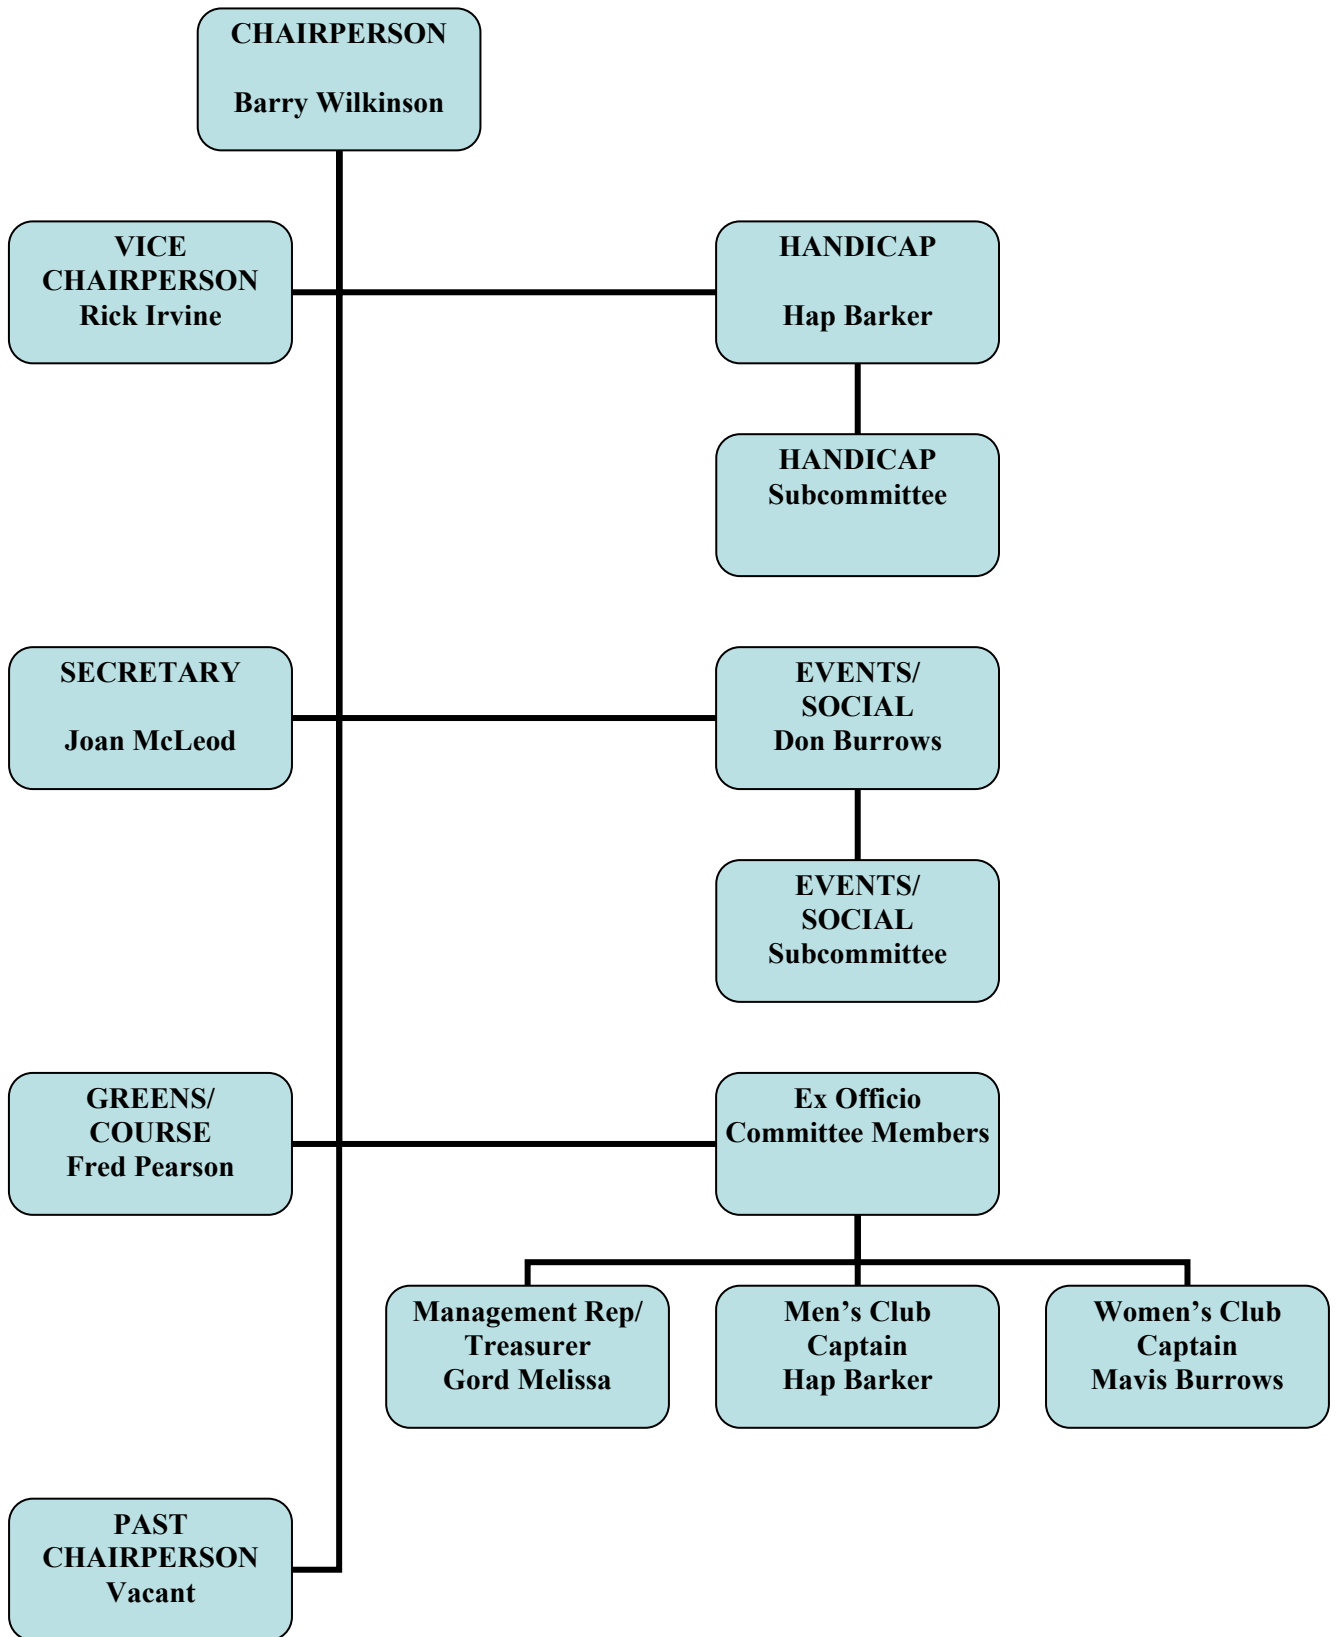 CHAIRPERSON
Barry Wilkinson
VICE
CHAIRPERSON
Rick Irvine
HANDICAP
Hap Barker
HANDICAP
Subcommittee
SECRETARY
Joan McLeod
EVENTS/
SOCIAL
Don Burrows
EVENTS/
SOCIAL
Subcommittee
GREENS/
COURSE
Fred Pearson
Ex Officio
Committee Members
Management Rep/
Treasurer
Gord Melissa
Men’s Club
Captain
Hap Barker
Women’s Club
Captain
Mavis Burrows
PAST
CHAIRPERSON
Vacant